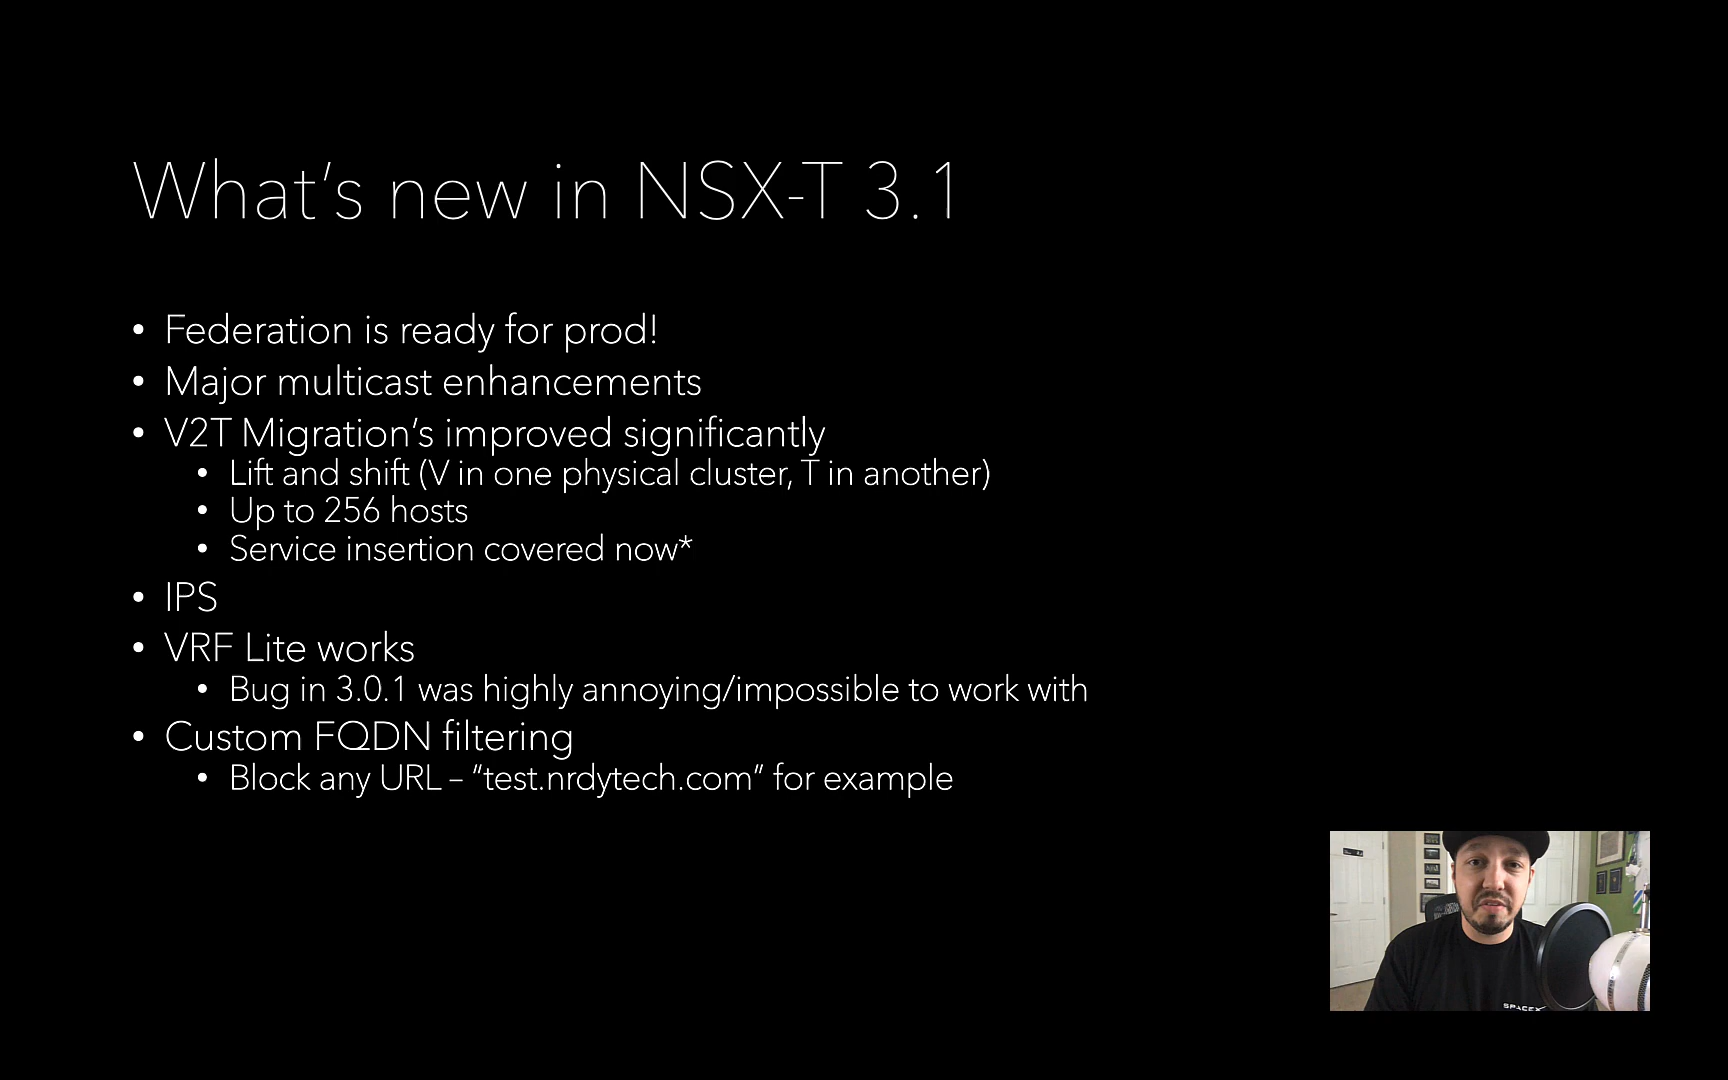 What's new in NSX-T 3.1
• Federation is ready for prod!
• Major multicast enhancements
• V2T Migration's improved significantly
• Lift and shift (V in one physical cluster, T in another)
• Up to 256 hosts
• Service insertion covered now*
• IPS
• VRF Lite works
• Bug in 3.0.1 was highly annoying/impossible to work with
• Custom FQDN filtering
• Block any URL – "test.nrdytech.com" for example
SPACEX